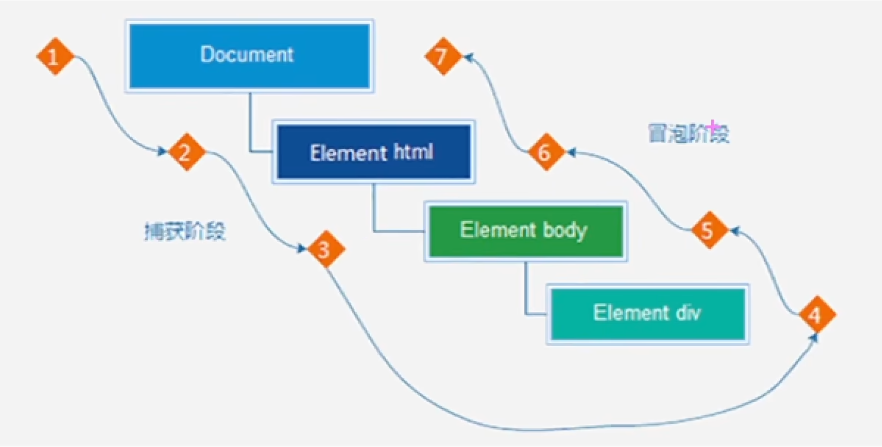 1
Document
7
2
Element html
6
冒泡阶段
捕获阶段
3
Element body
5
Element div
4